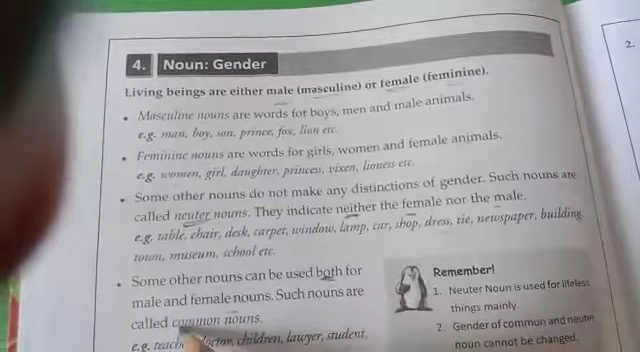 4. Noun: Gender
2.
Living beings are either male (masculine) or female (feminine).
• Masculine nouns are words for boys, men and male animals.
e.g. man, boy, son, prince, fox, lion etc.
• Feminine nouns are words for girls, women and female animals.
e.g. women, girl, daughter, princess, vixen, lioness etc.
• Some other nouns do not make any distinctions of gender. Such nouns are
called neuter nouns. They indicate neither the female nor the male.
e.g. table, chair, desk, carpet, window, lamp, car, shop, dress, tie, newspaper, building,
town, museum, school etc.
• Some other nouns can be used both for
male and female nouns. Such nouns are
called common nouns.
e.g. children, lawyer, student,
Remember!
1. Neuter Noun is used for lifeless
things mainly.
2. Gender of common and neuter
noun cannot be changed.